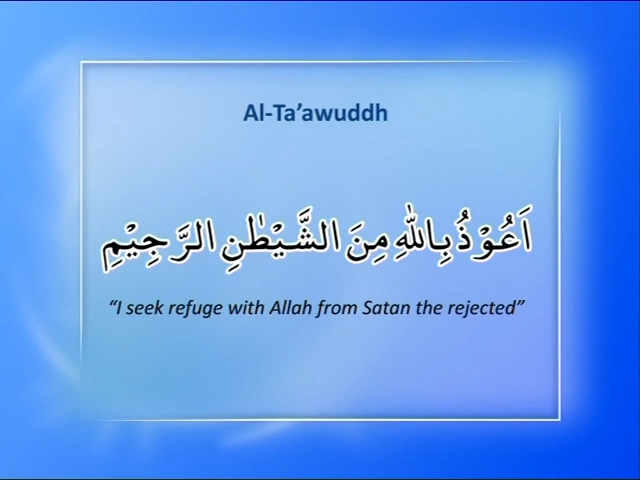 Al-Ta’awuddh
اَعُوْذُ بِاللّٰهِ مِنَ الشَّيْطٰنِ الرَّجِيْمِ
“I seek refuge with Allah from Satan the rejected”